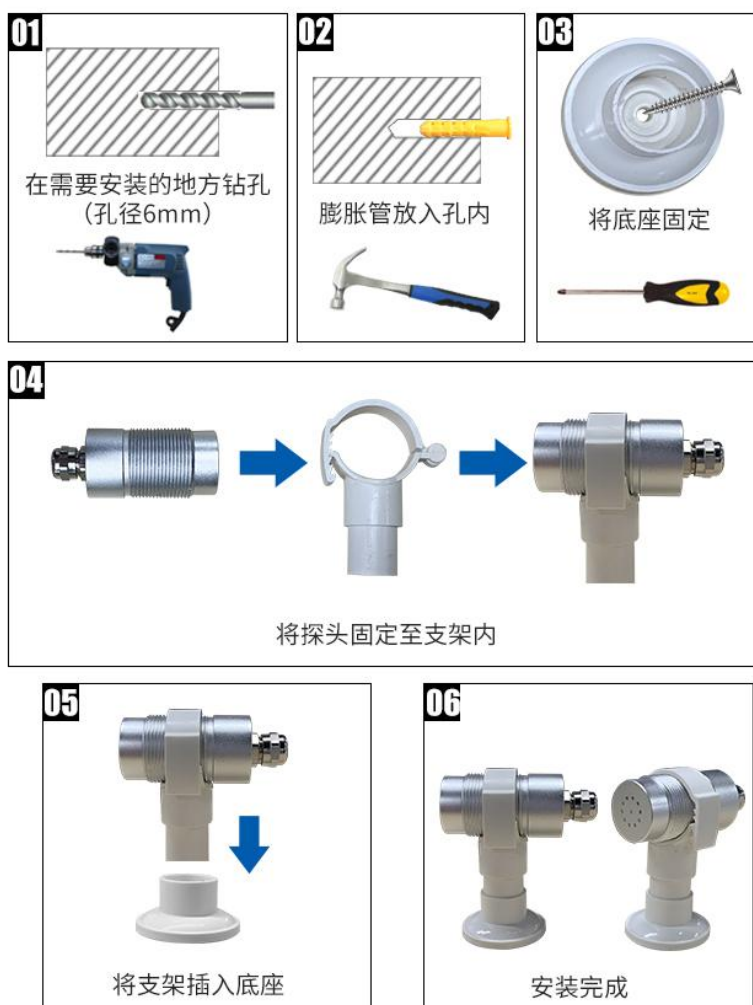 01
在需要安装的地方钻孔
（孔径6mm）
02
膨胀管放入孔内
03
将底座固定
04
将探头固定至支架内
05
将支架插入底座
06
安装完成